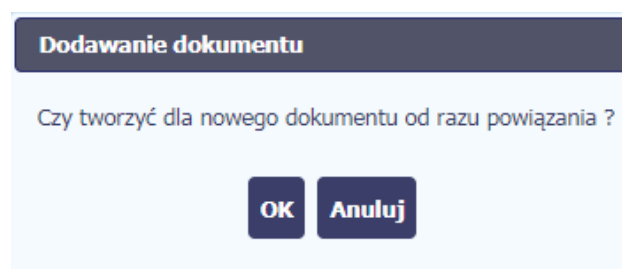 Dodawanie dokumentu
Czy tworzyć dla nowego dokumentu od razu powiązania ?
OK Anuluj